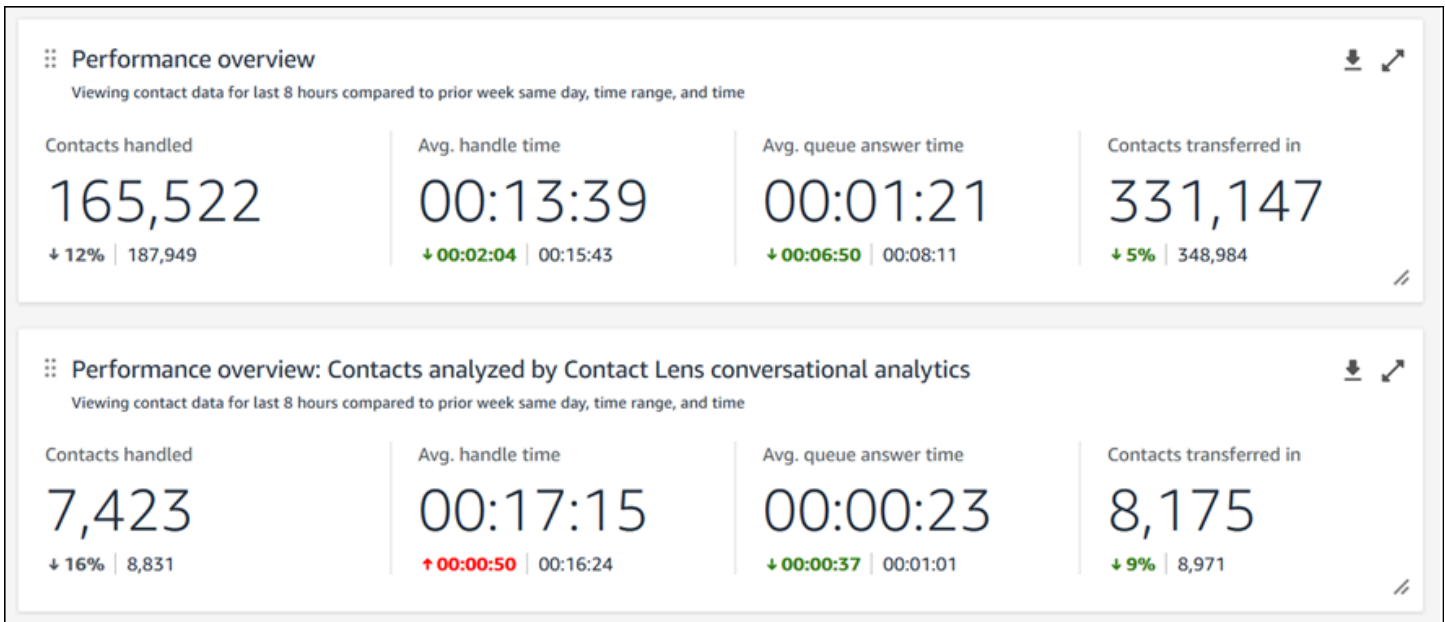 Performance overview
Viewing contact data for last 8 hours compared to prior week same day, time range, and time
Contacts handled
165,522
↓ 12% | 187,949
Avg. handle time
00:13:39
↓ 00:02:04 | 00:15:43
Avg. queue answer time
00:01:21
↓ 00:06:50 | 00:08:11
Contacts transferred in
331,147
↓ 5% | 348,984
Performance overview: Contacts analyzed by Contact Lens conversational analytics
Viewing contact data for last 8 hours compared to prior week same day, time range, and time
Contacts handled
7,423
↓ 16% | 8,831
Avg. handle time
00:17:15
↑ 00:00:50 | 00:16:24
Avg. queue answer time
00:00:23
↓ 00:00:37 | 00:01:01
Contacts transferred in
8,175
↓ 9% | 8,971